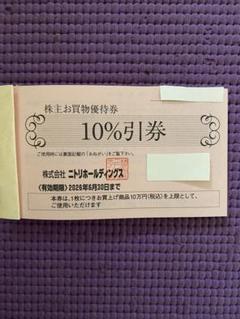 株主お買物優待券
10%引券
ご使用時には裏面記載の「おねがい」をご覧下さい。
株式会社 ニトリホールディングス
〈有効期限〉2026年6月30日まで
本券は、1枚につきお買上げ商品10万円(税込)を上限として、
ご使用いただけます